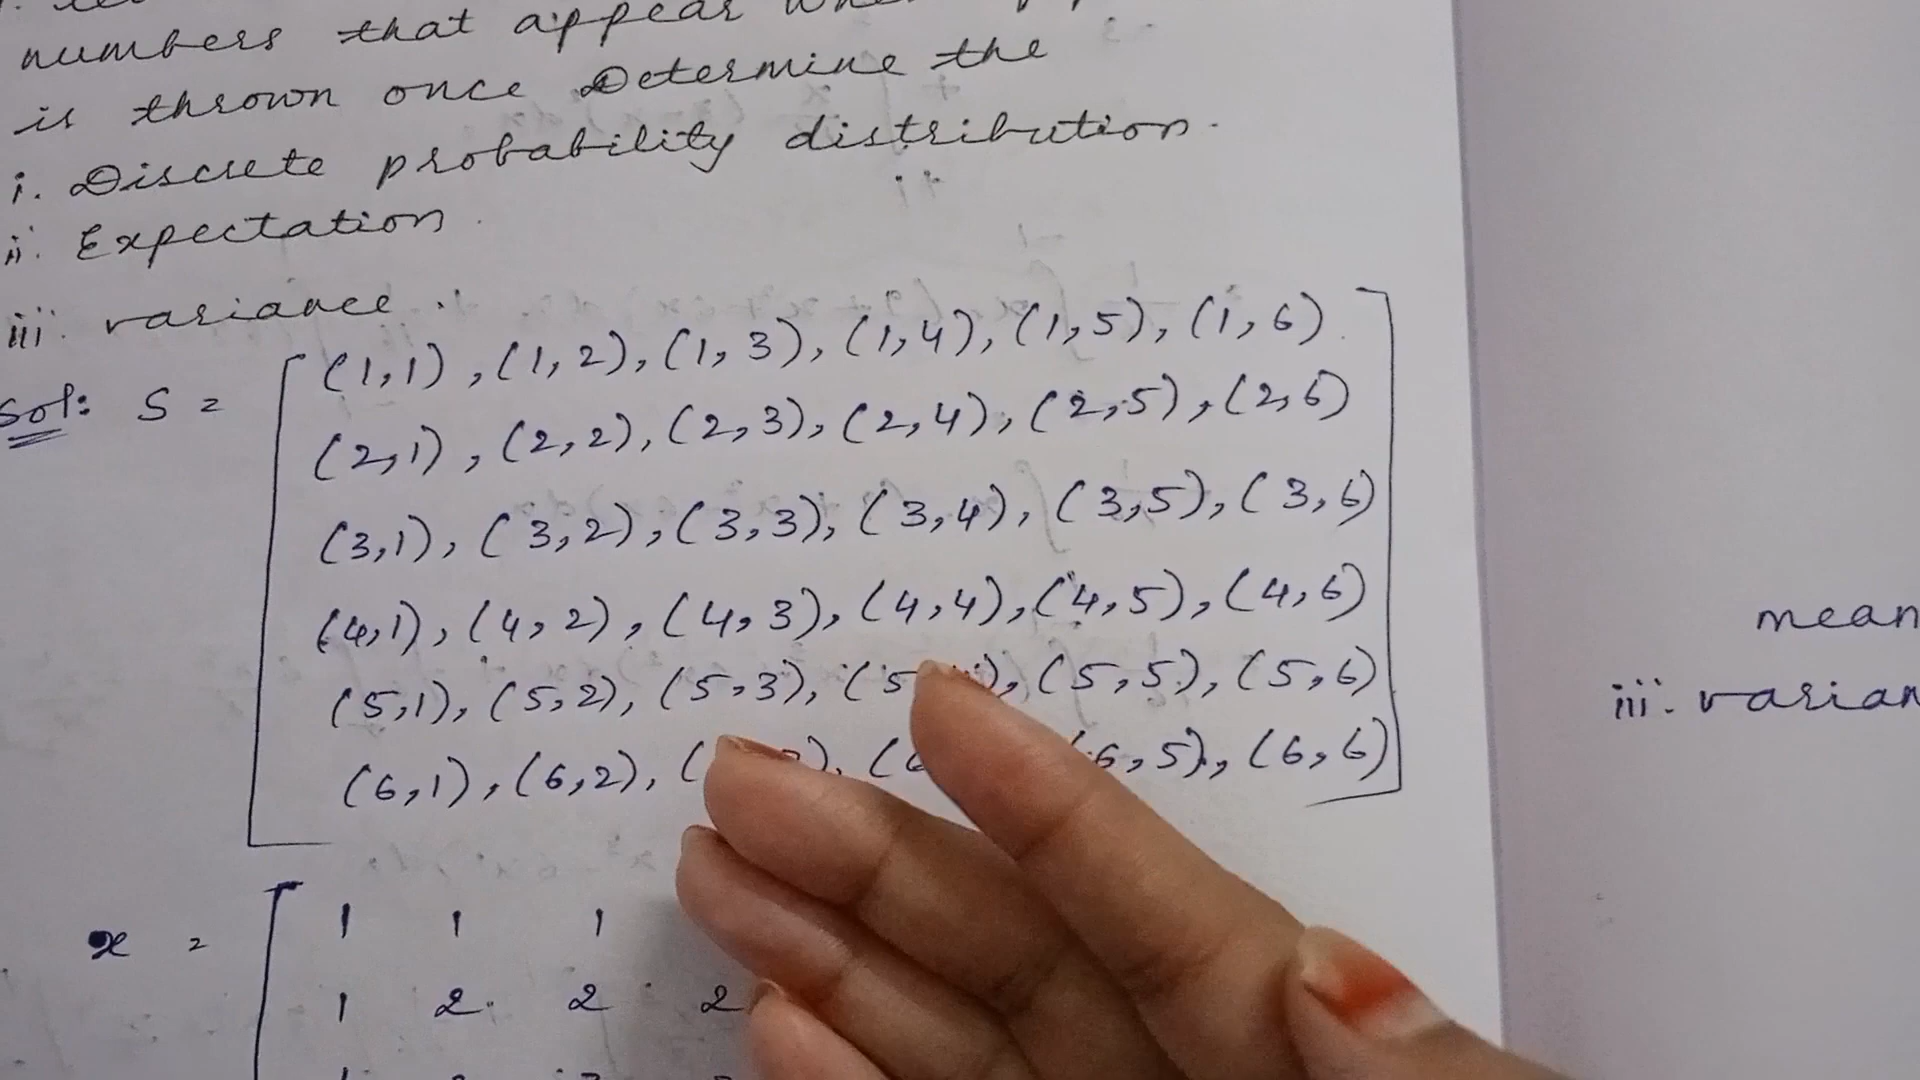 numbers that appear
is thrown once Determine the
i. Discrete probability distribution.
ii. Expectation.
iii. variance.
Sol: S = (1,1), (1,2), (1,3), (1,4), (1,5), (1,6)
(2,1), (2,2), (2,3), (2,4), (2,5), (2,6)
(3,1), (3,2), (3,3), (3,4), (3,5), (3,6)
(4,1), (4,2), (4,3), (4,4), (4,5), (4,6)
(5,1), (5,2), (5,3), (5 ), (5,5), (5,6)
(6,1), (6,2), ( ), ( 6,5), (6,6)
x = 1 1 1
1 2 2 2
mean
iii. varian